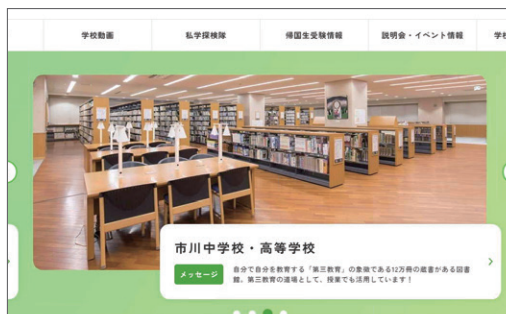 学校動画
私学探検隊
帰国生受験情報
説明会・イベント情報
学校
市川中学校・高等学校
メッセージ
自分で自分を教育する「第三教育」の象徴である12万冊の蔵書がある図書
館。第三教育の道場として、授業でも活用しています！